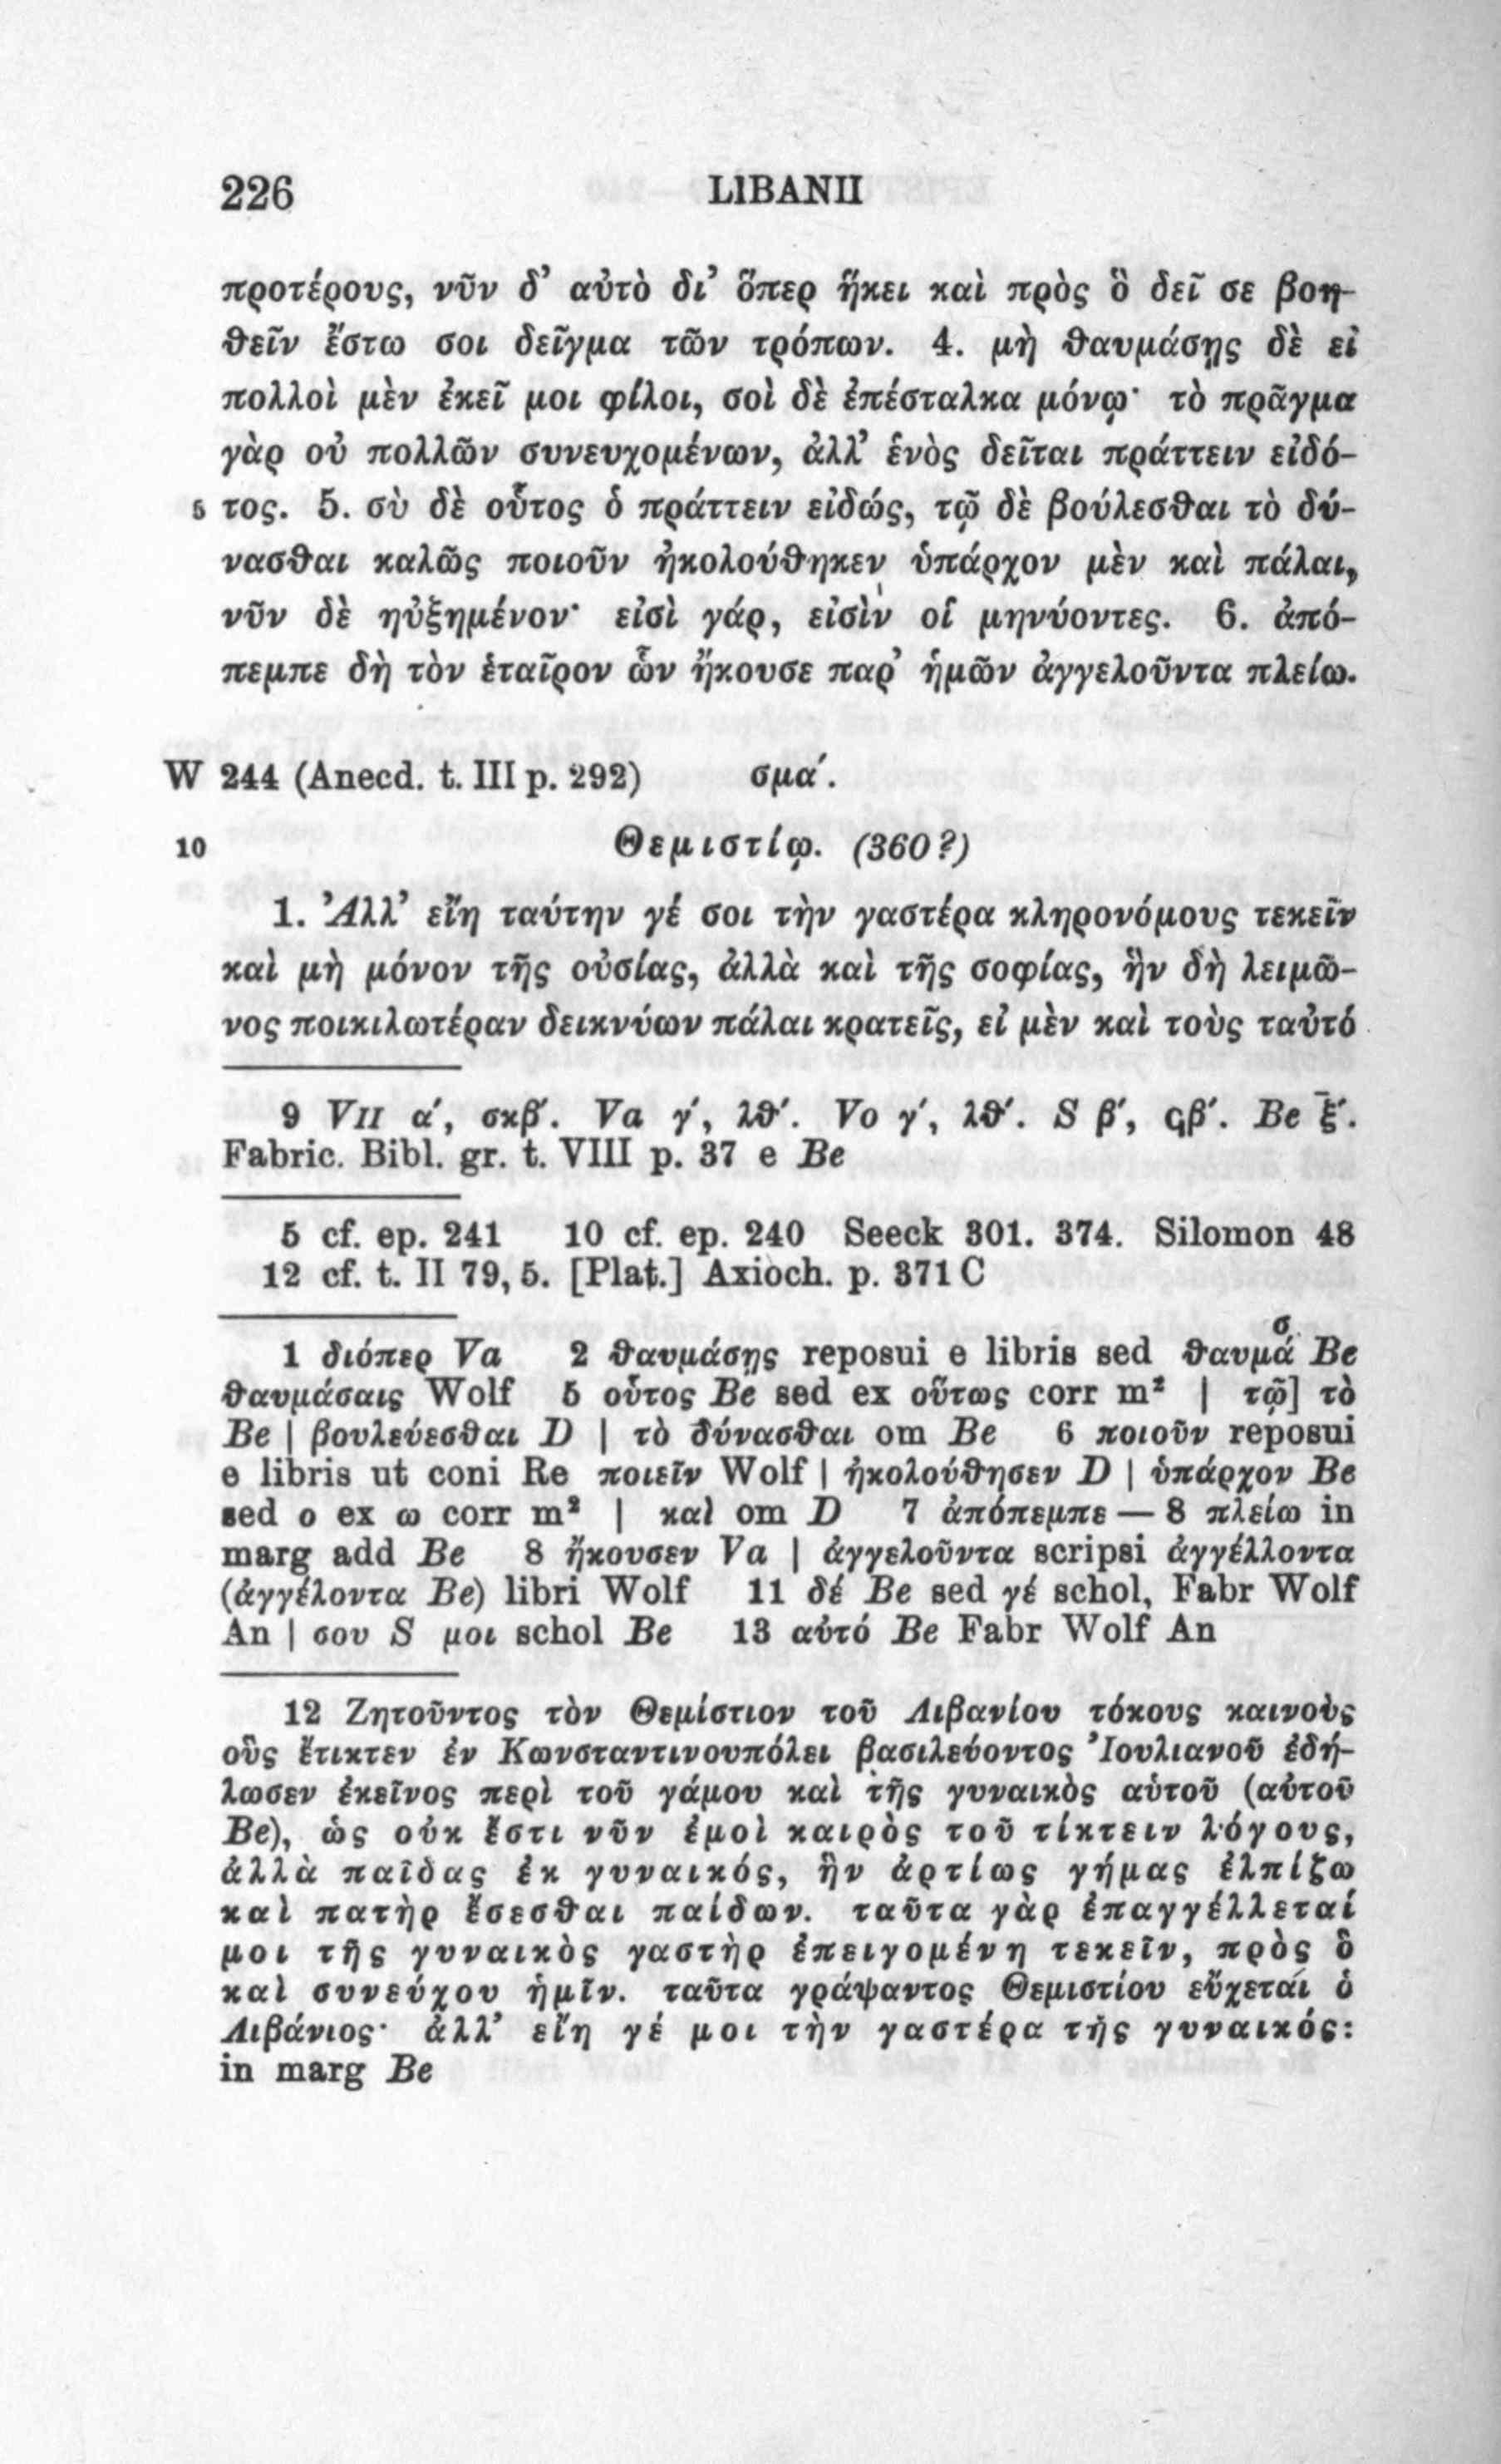 226 LIBANII
προτέρους, νῦν δ’ αὐτὸ δι’ ὅπερ ἥκει καὶ πρὸς ὃ δεῖ σε βοη-
θεῖν ἔστω σοι δεῖγμα τῶν τρόπων. 4. μὴ θαυμάσῃς δὲ εἰ
πολλοὶ μὲν ἐκεῖ μοι φίλοι, σοὶ δὲ ἐπέσταλκα μόνῳ· τὸ πρᾶγμα
γὰρ οὐ πολλῶν συνευχομένων, ἀλλ’ ἑνὸς δεῖται πράττειν εἰδό-
5 τος. 5. σὺ δὲ οὗτος ὁ πράττειν εἰδώς, τῷ δὲ βούλεσθαι τὸ δύ-
νασθαι καλῶς ποιοῦν ἠκολούθηκεν ὑπάρχον μὲν καὶ πάλαι,
νῦν δὲ ηὐξημένον· εἰσὶ γάρ, εἰσὶν οἳ μηνύοντες. 6. ἀπό-
πεμπε δὴ τὸν ἑταῖρον ὧν ἤκουσε παρ’ ἡμῶν ἀγγελοῦντα πλείω.
W 244 (Anecd. t. III p. 292) σμα΄.
10 Θεμιστίῳ. (360?)
1. Ἀλλ’ εἴη ταύτην γέ σοι τὴν γαστέρα κληρονόμους τεκεῖν
καὶ μὴ μόνον τῆς οὐσίας, ἀλλὰ καὶ τῆς σοφίας, ἣν δὴ λειμῶ-
νος ποικιλωτέραν δεικνύων πάλαι κρατεῖς, εἰ μὲν καὶ τοὺς ταὐτό
9 VII α΄, σκβ΄. Va γ΄, λθ΄. Vo γ΄, λθ΄. S β΄, ϟβ΄. Be ξ΄.
Fabric. Bibl. gr. t. VIII p. 37 e Be
5 cf. ep. 241 10 cf. ep. 240 Seeck 301. 374. Silomon 48
12 cf. t. II 79, 5. [Plat.] Axioch. p. 371 C
1 διόπερ Va 2 θαυμάσῃς reposui e libris sed θαυμάσ Be
θαυμάσαις Wolf 5 οὗτος Be sed ex οὕτως corr m² | τῷ] τὸ
Be | βουλεύεσθαι D | τὸ δύνασθαι om Be 6 ποιοῦν reposui
e libris ut coni Re ποιεῖν Wolf | ἠκολούθησεν D | ὑπάρχον Be
sed ο ex ω corr m² | καὶ om D 7 ἀπόπεμπε — 8 πλείω in
marg add Be 8 ἤκουσεν Va | ἀγγελοῦντα scripsi ἀγγέλλοντα
(ἀγγέλοντα Be) libri Wolf 11 δέ Be sed γέ schol, Fabr Wolf
An | σου S μοι schol Be 13 αὐτό Be Fabr Wolf An
12 Ζητοῦντος τὸν Θεμίστιον τοῦ Λιβανίου τόκους καινοὺς
οὓς ἔτικτεν ἐν Κωνσταντινουπόλει βασιλεύοντος Ἰουλιανοῦ ἐδή-
λωσεν ἐκεῖνος περὶ τοῦ γάμου καὶ τῆς γυναικὸς αὑτοῦ (αὐτοῦ
Be), ὡς οὐκ ἔστι νῦν ἐμοὶ καιρὸς τοῦ τίκτειν λόγους,
ἀλλὰ παῖδας ἐκ γυναικός, ἣν ἀρτίως γήμας ἐλπίζω
καὶ πατὴρ ἔσεσθαι παίδων. ταῦτα γὰρ ἐπαγγέλλεταί
μοι τῆς γυναικὸς γαστὴρ ἐπειγομένη τεκεῖν, πρὸς ὃ
καὶ συνεύχου ἡμῖν. ταῦτα γράψαντος Θεμιστίου εὔχεται ὁ
Λιβάνιος· ἀλλ’ εἴη γέ μοι τὴν γαστέρα τῆς γυναικός:
in marg Be